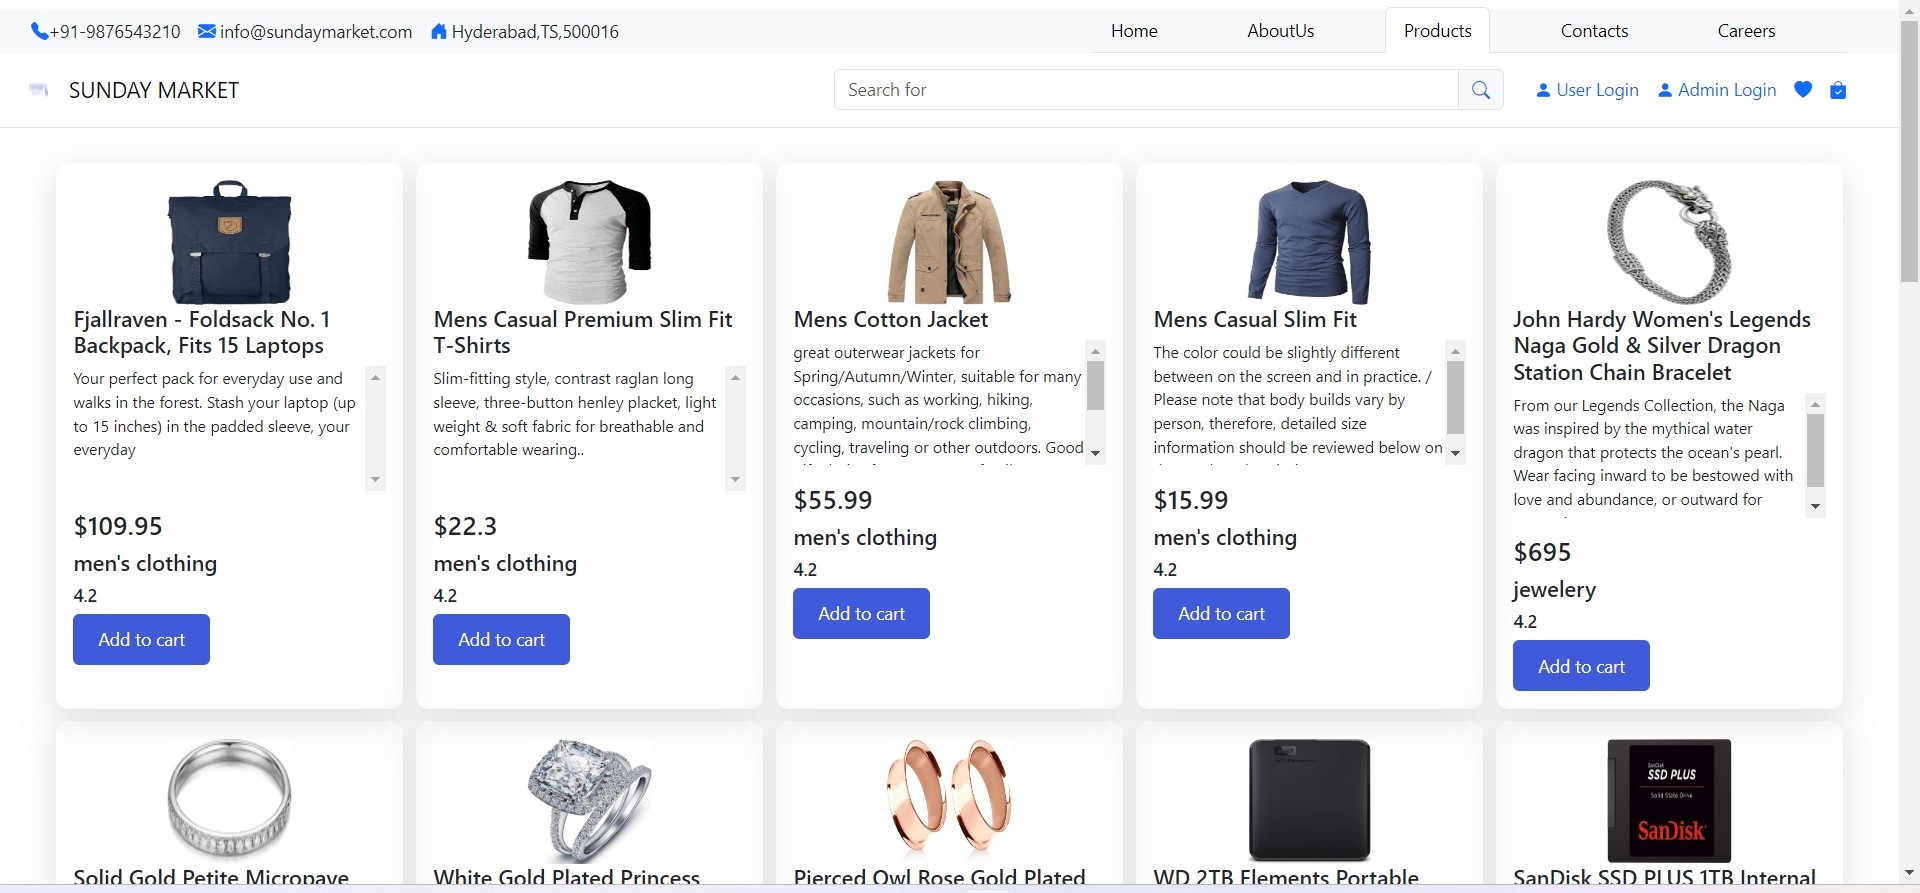 +91-9876543210 info@sundaymarket.com Hyderabad,TS,500016
Home AboutUs Products Contacts Careers
SUNDAY MARKET
Search for
User Login Admin Login
Fjallraven - Foldsack No. 1
Backpack, Fits 15 Laptops
Your perfect pack for everyday use and
walks in the forest. Stash your laptop (up
to 15 inches) in the padded sleeve, your
everyday
$109.95
men's clothing
4.2
Add to cart
Mens Casual Premium Slim Fit
T-Shirts
Slim-fitting style, contrast raglan long
sleeve, three-button henley placket, light
weight & soft fabric for breathable and
comfortable wearing..
$22.3
men's clothing
4.2
Add to cart
Mens Cotton Jacket
great outerwear jackets for
Spring/Autumn/Winter, suitable for many
occasions, such as working, hiking,
camping, mountain/rock climbing,
cycling, traveling or other outdoors. Good
$55.99
men's clothing
4.2
Add to cart
Mens Casual Slim Fit
The color could be slightly different
between on the screen and in practice. /
Please note that body builds vary by
person, therefore, detailed size
information should be reviewed below on
$15.99
men's clothing
4.2
Add to cart
John Hardy Women's Legends
Naga Gold & Silver Dragon
Station Chain Bracelet
From our Legends Collection, the Naga
was inspired by the mythical water
dragon that protects the ocean's pearl.
Wear facing inward to be bestowed with
love and abundance, or outward for
$695
jewelery
4.2
Add to cart
Solid Gold Petite Micropave
White Gold Plated Princess
Pierced Owl Rose Gold Plated
WD 2TB Elements Portable
SanDisk
SSD PLUS
Solid State Drive
SanDisk
SanDisk SSD PLUS 1TB Internal